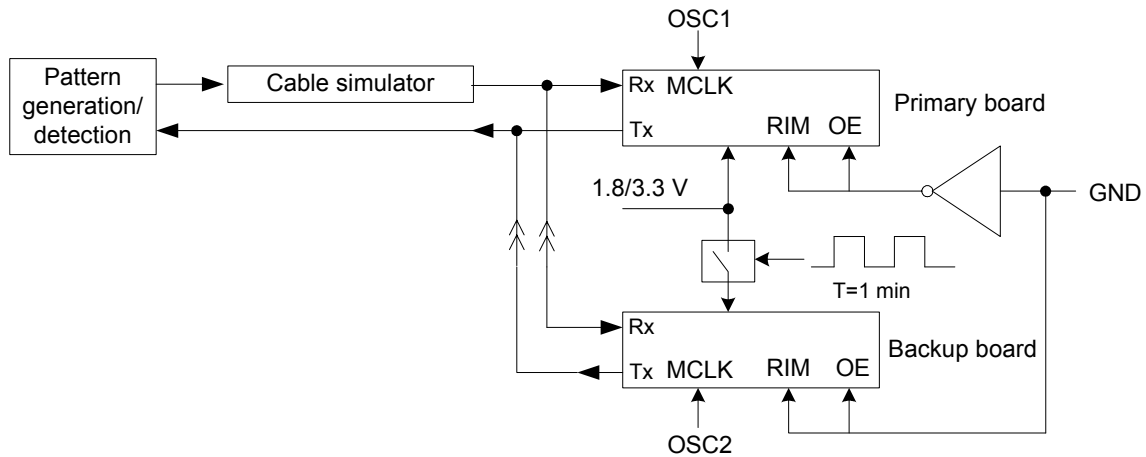 OSC1
Pattern
generation/
detection
Cable simulator
Rx MCLK
Tx
RIM OE
Primary board
1.8/3.3 V
GND
T=1 min
Rx
Tx MCLK RIM OE
Backup board
OSC2